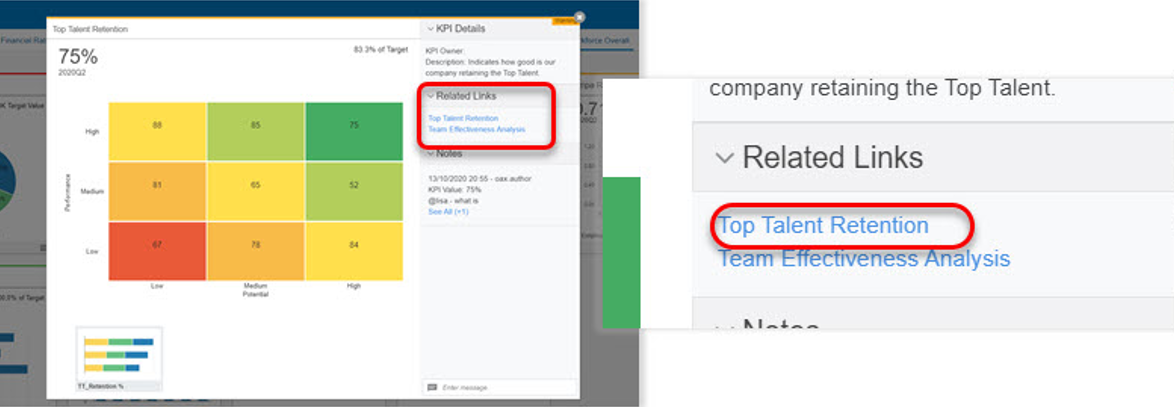 Top Talent Retention
75%
2020Q2
83.3% of Target
Performance
High
88
85
75
Medium
81
65
52
Low
67
78
84
Low
Medium
High
Potential
TT_Retention %
KPI Details
KPI Owner:
Description: Indicates how good is our
company retaining the Top Talent.
Related Links
Top Talent Retention
Team Effectiveness Analysis
Notes
13/10/2020 20:55 - oax.author
KPI Value: 75%
@lisa - what is
See All (+1)
Enter message
Financial Ra
K Target Value
kforce Overall
company retaining the Top Talent.
Related Links
Top Talent Retention
Team Effectiveness Analysis
Notes